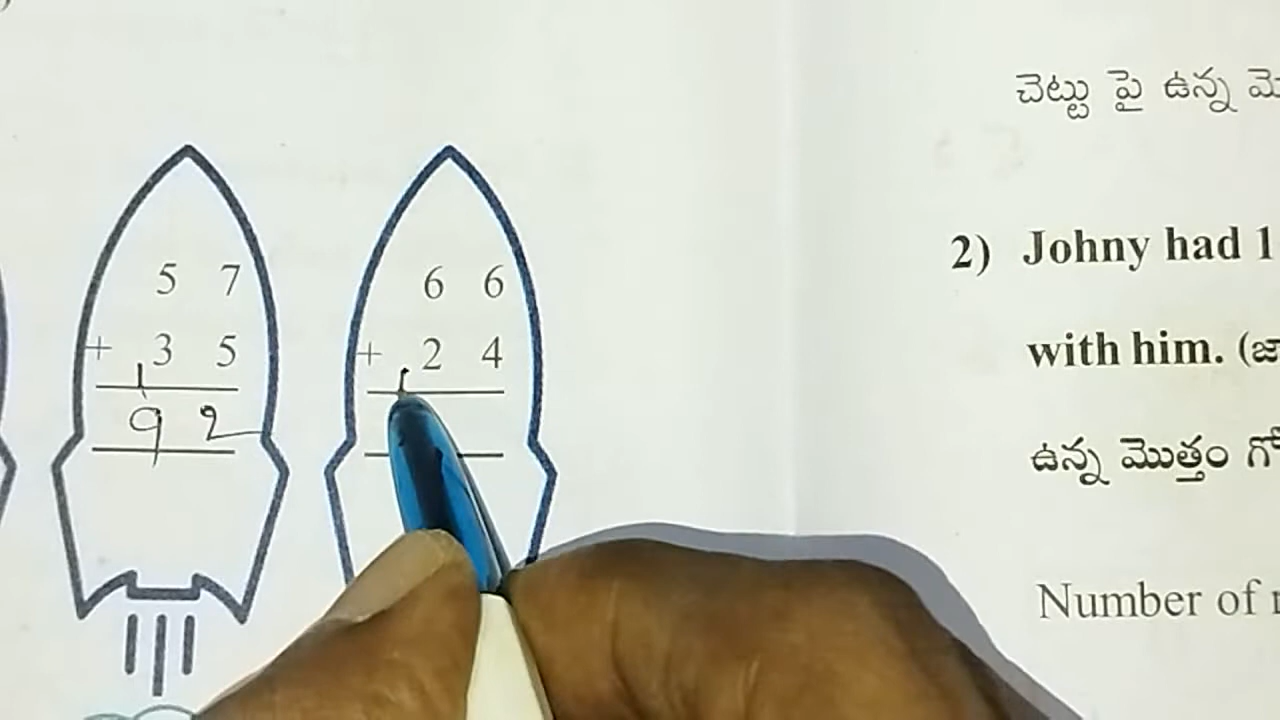 5 7
+ 3 5
1
9 2
6 6
+ 2 4
1
చెట్టు పై ఉన్న
2) Johny had 1
with him. (
ఉన్న మొత్తం
Number of